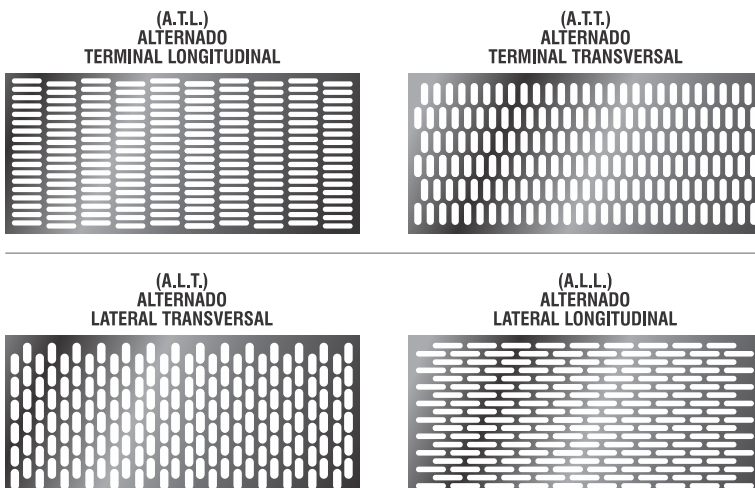 (A.T.L.)
ALTERNADO
TERMINAL LONGITUDINAL
(A.T.T.)
ALTERNADO
TERMINAL TRANSVERSAL
(A.L.T.)
ALTERNADO
LATERAL TRANSVERSAL
(A.L.L.)
ALTERNADO
LATERAL LONGITUDINAL